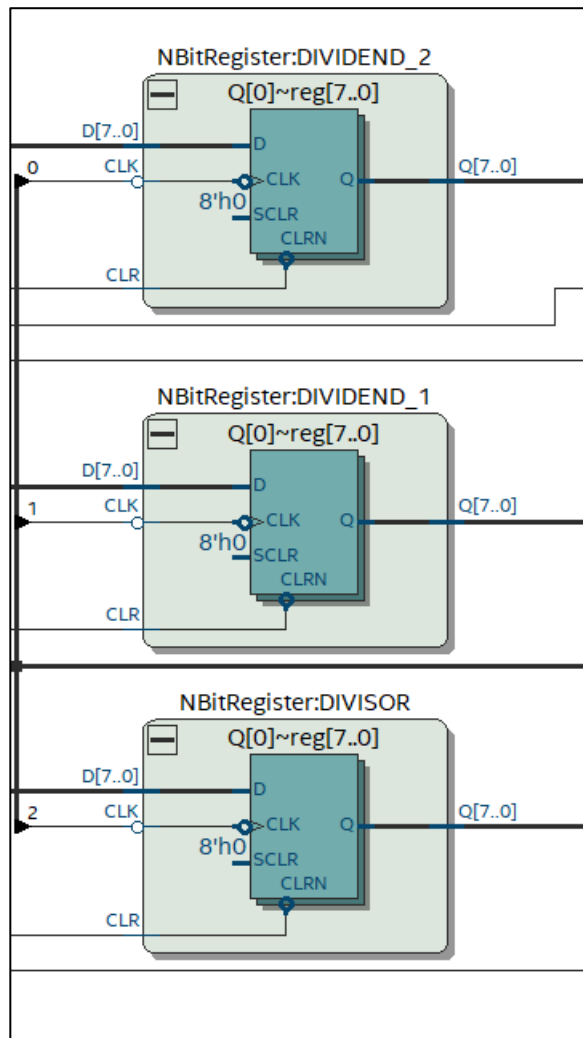 NBitRegister:DIVIDEND_2
Q[0]~reg[7..0]
D[7..0]
D
0
CLK
CLK
Q
Q[7..0]
8'h0
SCLR
CLRN
CLR
NBitRegister:DIVIDEND_1
Q[0]~reg[7..0]
D[7..0]
D
1
CLK
CLK
Q
Q[7..0]
8'h0
SCLR
CLRN
CLR
NBitRegister:DIVISOR
Q[0]~reg[7..0]
D[7..0]
D
2
CLK
CLK
Q
Q[7..0]
8'h0
SCLR
CLRN
CLR